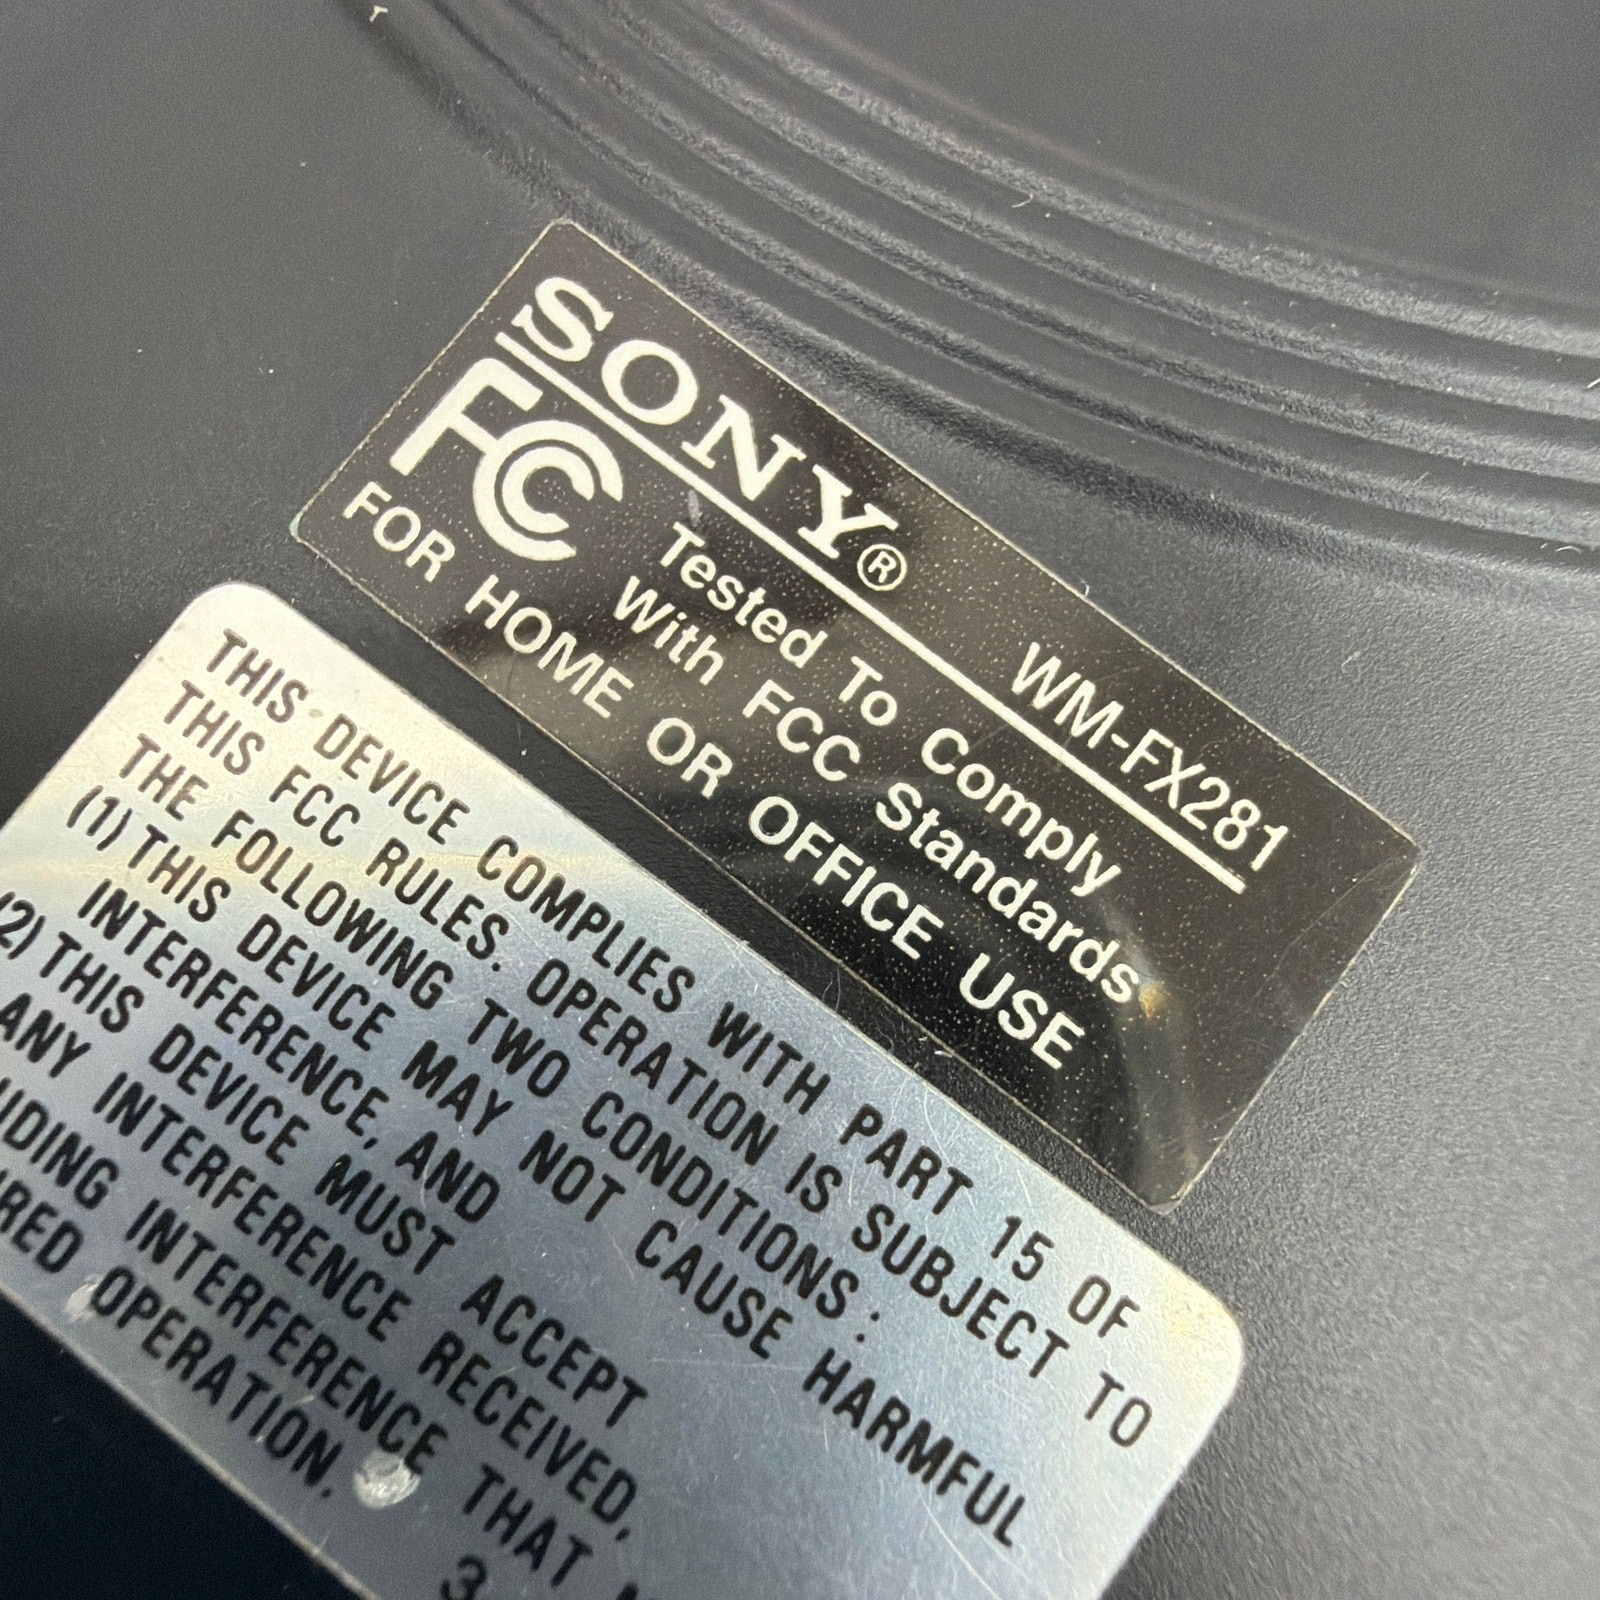 SONY® WM-FX281
FC Tested To Comply
With FCC Standards
FOR HOME OR OFFICE USE
THIS DEVICE COMPLIES WITH PART 15 OF
THIS FCC RULES. OPERATION IS SUBJECT TO
THE FOLLOWING TWO CONDITIONS:
(1) THIS DEVICE MAY NOT CAUSE HARMFUL
INTERFERENCE, AND
(2) THIS DEVICE MUST ACCEPT
ANY INTERFERENCE RECEIVED,
INTERFERENCE THAT
OPERATION.